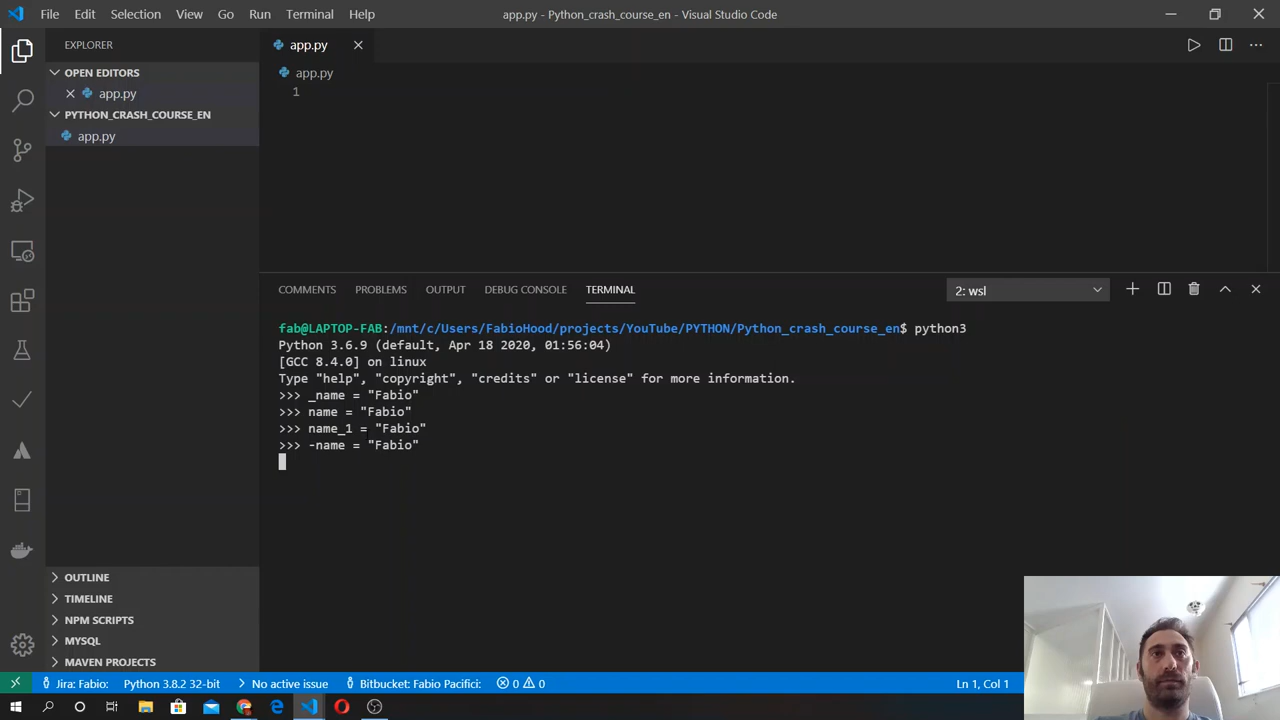 File Edit Selection View Go Run Terminal Help
app.py - Python_crash_course_en - Visual Studio Code
EXPLORER
OPEN EDITORS
app.py
PYTHON_CRASH_COURSE_EN
app.py
app.py
app.py
1
COMMENTS PROBLEMS OUTPUT DEBUG CONSOLE TERMINAL
2: wsl
fab@LAPTOP-FAB:/mnt/c/Users/FabioHood/projects/YouTube/PYTHON/Python_crash_course_en$ python3
Python 3.6.9 (default, Apr 18 2020, 01:56:04)
[GCC 8.4.0] on linux
Type "help", "copyright", "credits" or "license" for more information.
>>> _name = "Fabio"
>>> name = "Fabio"
>>> name_1 = "Fabio"
>>> -name = "Fabio"
OUTLINE
TIMELINE
NPM SCRIPTS
MYSQL
MAVEN PROJECTS
Jira: Fabio: Python 3.8.2 32-bit No active issue Bitbucket: Fabio Pacifici: 0 0 Ln 1, Col 1